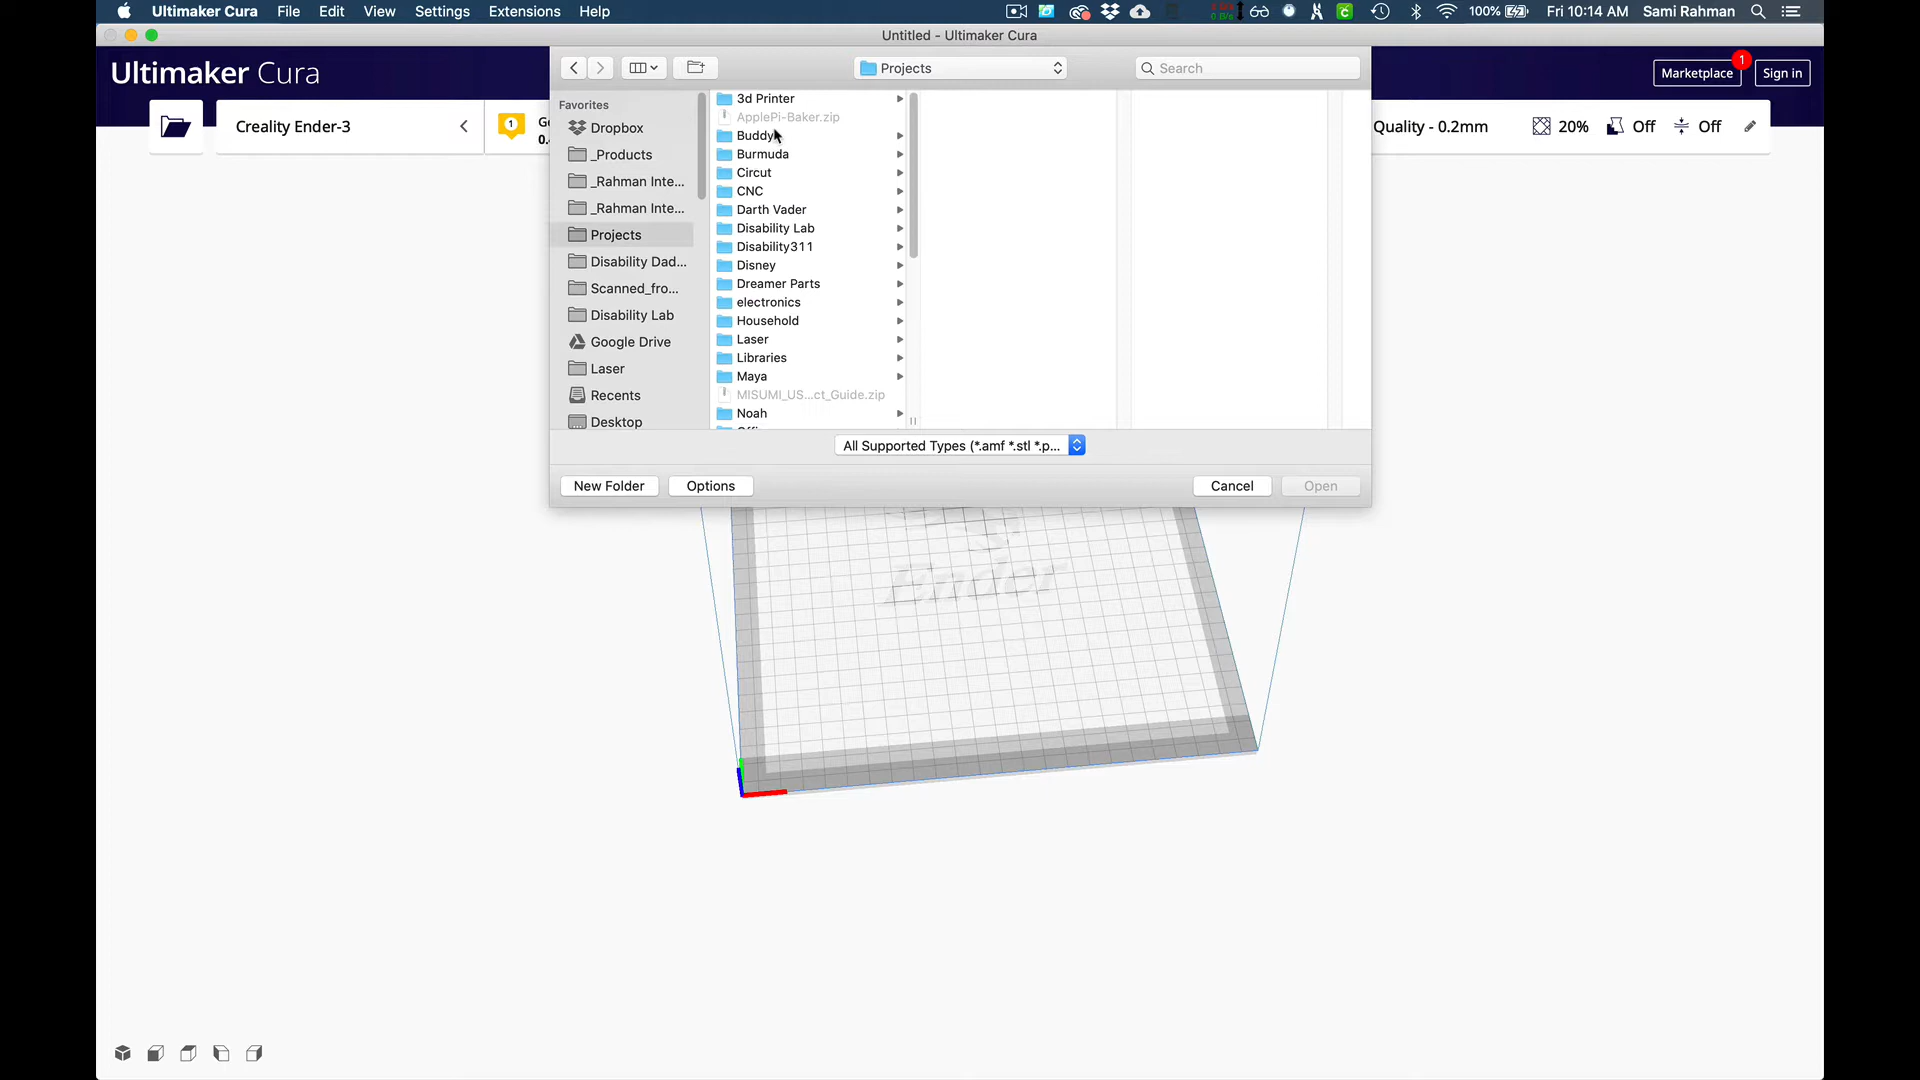 Ultimaker Cura File Edit View Settings Extensions Help 100% Fri 10:14 AM Sami Rahman
Untitled - Ultimaker Cura
Ultimaker Cura
Projects
Search
Marketplace 1 Sign in
Creality Ender-3
1
Quality - 0.2mm 20% Off Off
Favorites
Dropbox
_Products
_Rahman Inte...
_Rahman Inte...
Projects
Disability Dad...
Scanned_fro...
Disability Lab
Google Drive
Laser
Recents
Desktop
3d Printer
ApplePi-Baker.zip
Buddy
Burmuda
Circut
CNC
Darth Vader
Disability Lab
Disability311
Disney
Dreamer Parts
electronics
Household
Laser
Libraries
Maya
MISUMI_US...ct_Guide.zip
Noah
All Supported Types (*.amf *.stl *.p...
New Folder Options Cancel Open
Ender